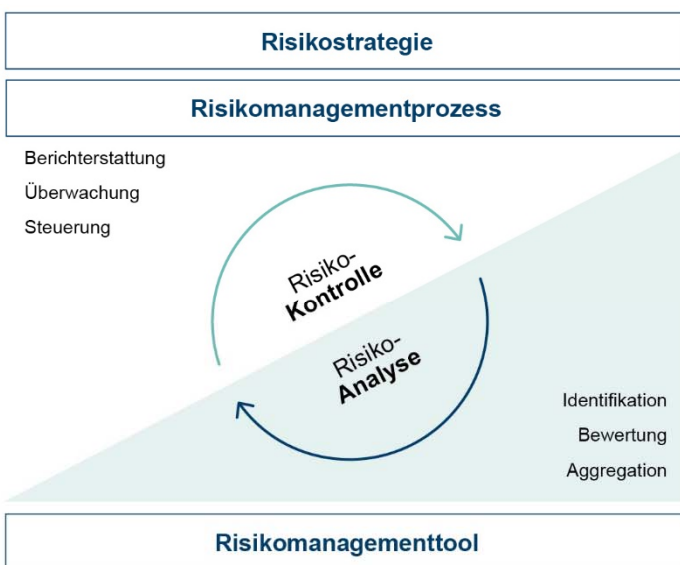 Risikostrategie
Risikomanagementprozess
Berichterstattung
Überwachung
Steuerung
Risiko-
Kontrolle
Risiko-
Analyse
Identifikation
Bewertung
Aggregation
Risikomanagementtool